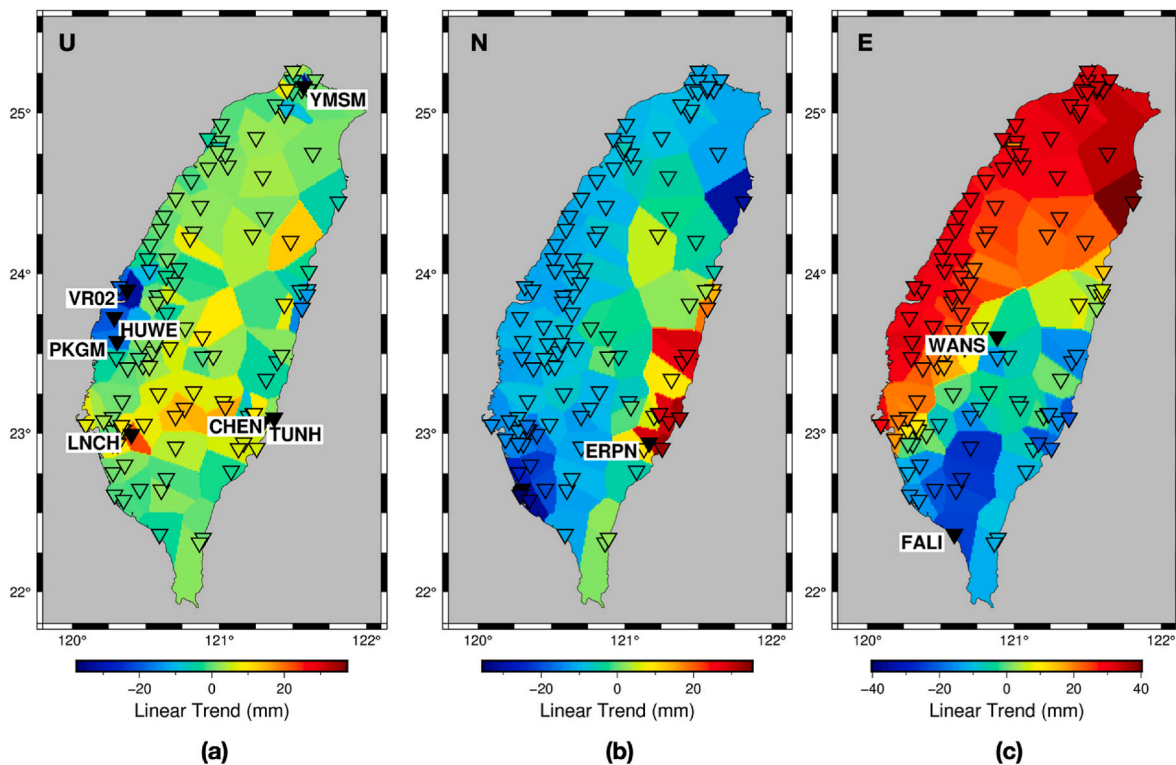 U
YMSM
VR02
HUWE
PKGM
CHEN
TUNH
LNCH
25°
24°
23°
22°
120°
121°
122°
−20
0
20
Linear Trend (mm)
(a)
N
ERPN
25°
24°
23°
22°
120°
121°
122°
−20
0
20
Linear Trend (mm)
(b)
E
WANS
FALI
25°
24°
23°
22°
120°
121°
122°
−40
−20
0
20
40
Linear Trend (mm)
(c)